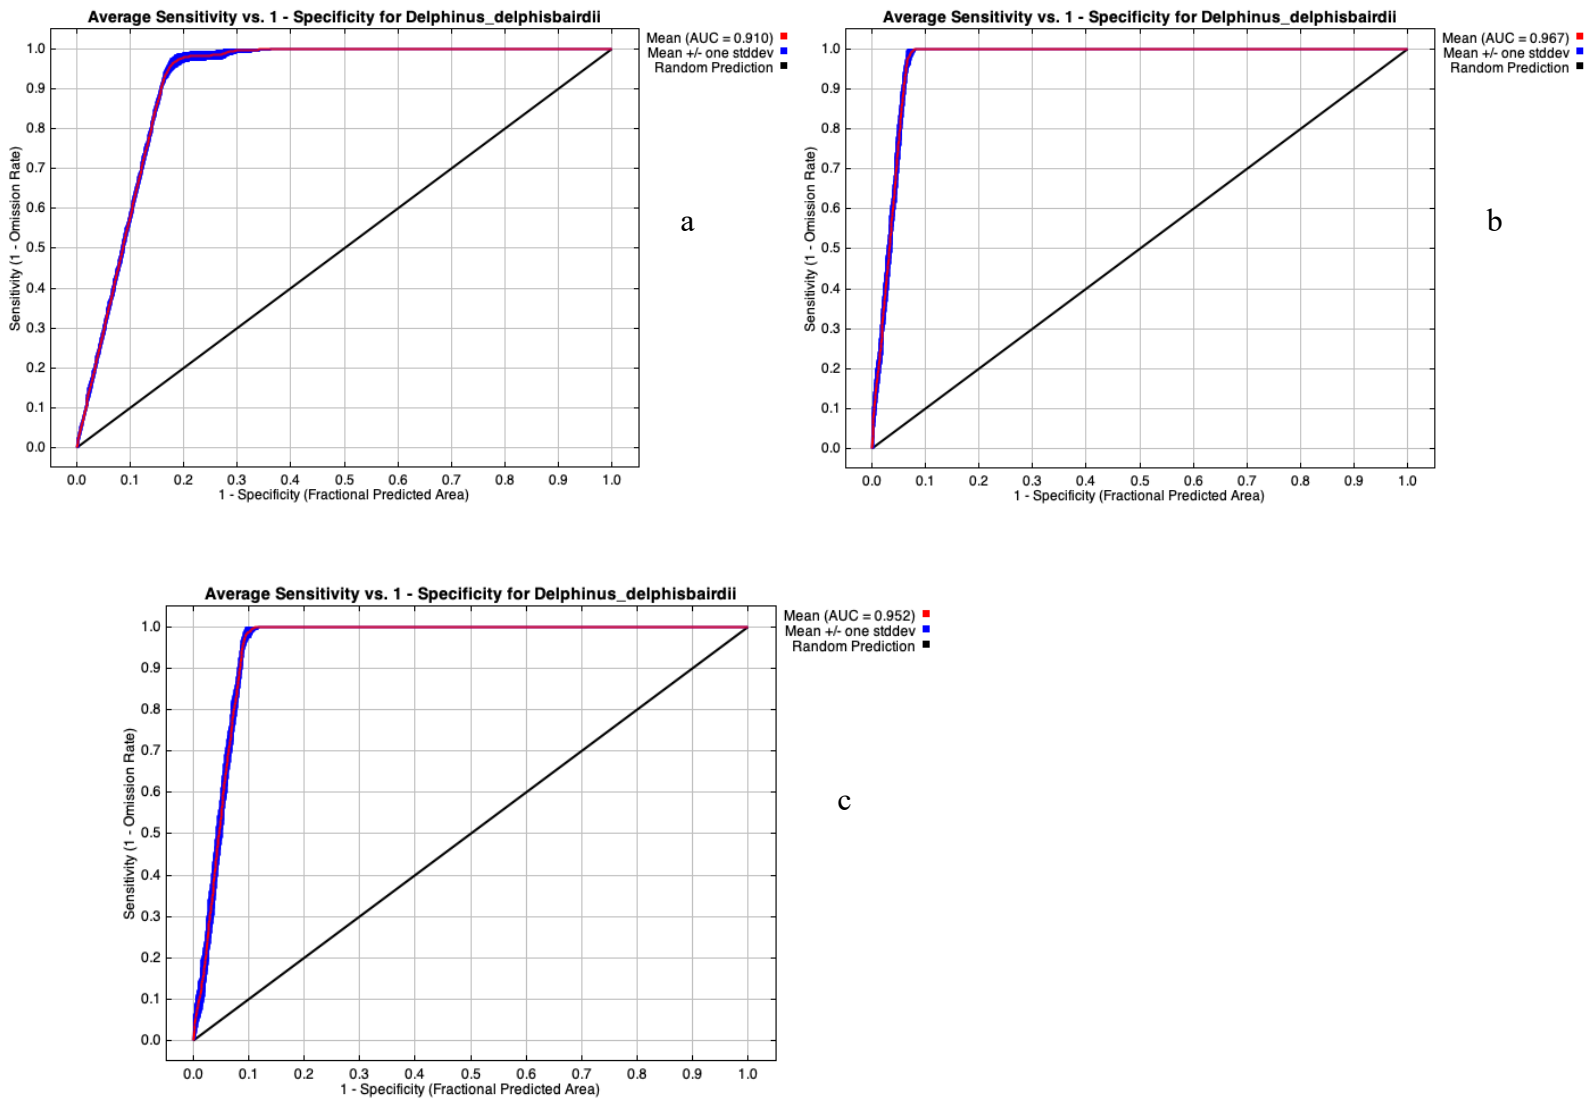 Average Sensitivity vs. 1 - Specificity for Delphinus_delphisbairdii
Mean (AUC = 0.910)
Mean +/- one stddev
Random Prediction
Sensitivity (1 - Omission Rate)
1.0
0.9
0.8
0.7
0.6
0.5
0.4
0.3
0.2
0.1
0.0
0.0 0.1 0.2 0.3 0.4 0.5 0.6 0.7 0.8 0.9 1.0
1 - Specificity (Fractional Predicted Area)
a
Average Sensitivity vs. 1 - Specificity for Delphinus_delphisbairdii
Mean (AUC = 0.967)
Mean +/- one stddev
Random Prediction
Sensitivity (1 - Omission Rate)
1.0
0.9
0.8
0.7
0.6
0.5
0.4
0.3
0.2
0.1
0.0
0.0 0.1 0.2 0.3 0.4 0.5 0.6 0.7 0.8 0.9 1.0
1 - Specificity (Fractional Predicted Area)
b
Average Sensitivity vs. 1 - Specificity for Delphinus_delphisbairdii
Mean (AUC = 0.952)
Mean +/- one stddev
Random Prediction
Sensitivity (1 - Omission Rate)
1.0
0.9
0.8
0.7
0.6
0.5
0.4
0.3
0.2
0.1
0.0
0.0 0.1 0.2 0.3 0.4 0.5 0.6 0.7 0.8 0.9 1.0
1 - Specificity (Fractional Predicted Area)
c